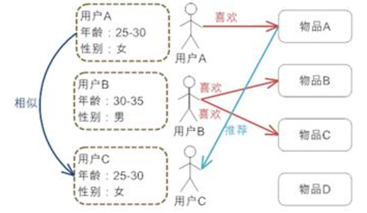 用户A
年龄：25-30
性别：女
用户A
喜欢
物品A
相似
用户B
年龄：30-35
性别：男
用户B
喜欢
喜欢
推荐
物品B
物品C
用户C
年龄：25-30
性别：女
用户C
物品D